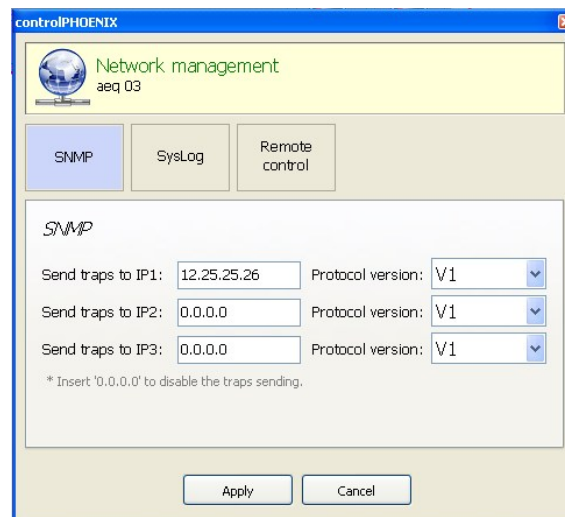 controlPHOENIX
Network management
aeq 03
SNMP
SysLog
Remote
control
SNMP
Send traps to IP1: 12.25.25.26 Protocol version: V1
Send traps to IP2: 0.0.0.0 Protocol version: V1
Send traps to IP3: 0.0.0.0 Protocol version: V1
* Insert '0.0.0.0' to disable the traps sending.
Apply Cancel